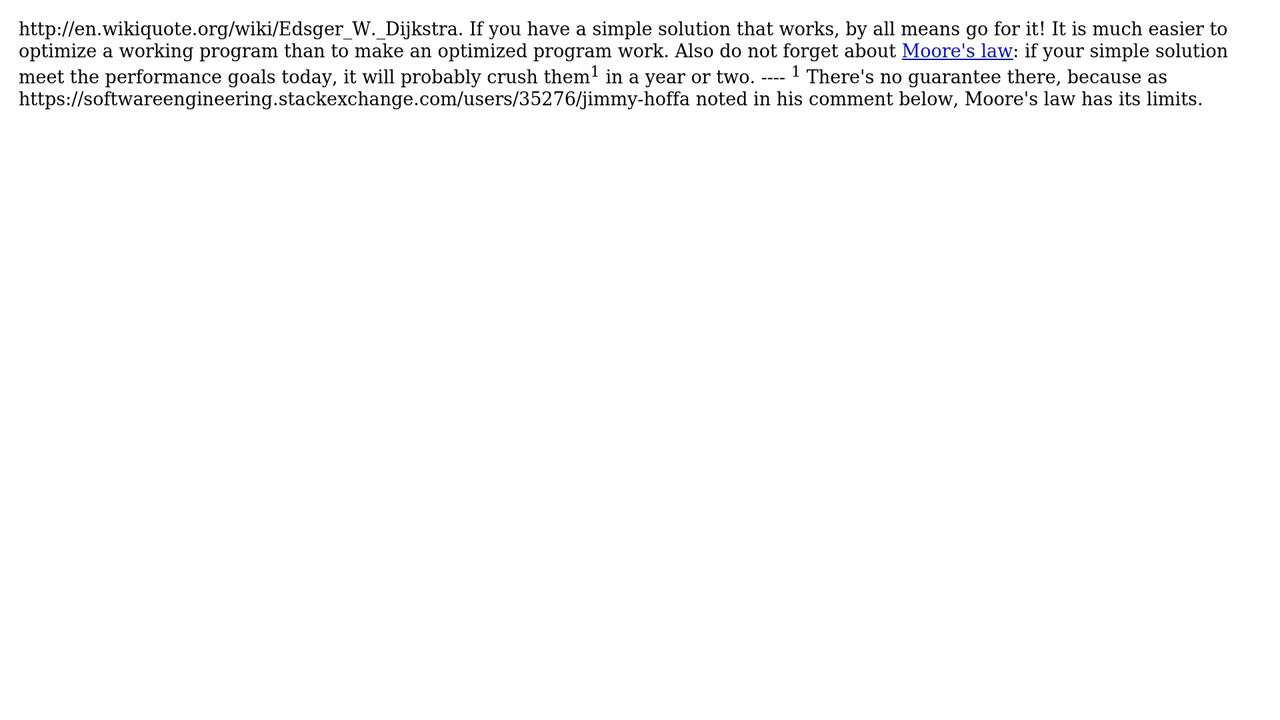 http://en.wikiquote.org/wiki/Edsger_W._Dijkstra. If you have a simple solution that works, by all means go for it! It is much easier to
optimize a working program than to make an optimized program work. Also do not forget about Moore's law: if your simple solution
meet the performance goals today, it will probably crush them¹ in a year or two. ---- ¹ There's no guarantee there, because as
https://softwareengineering.stackexchange.com/users/35276/jimmy-hoffa noted in his comment below, Moore's law has its limits.